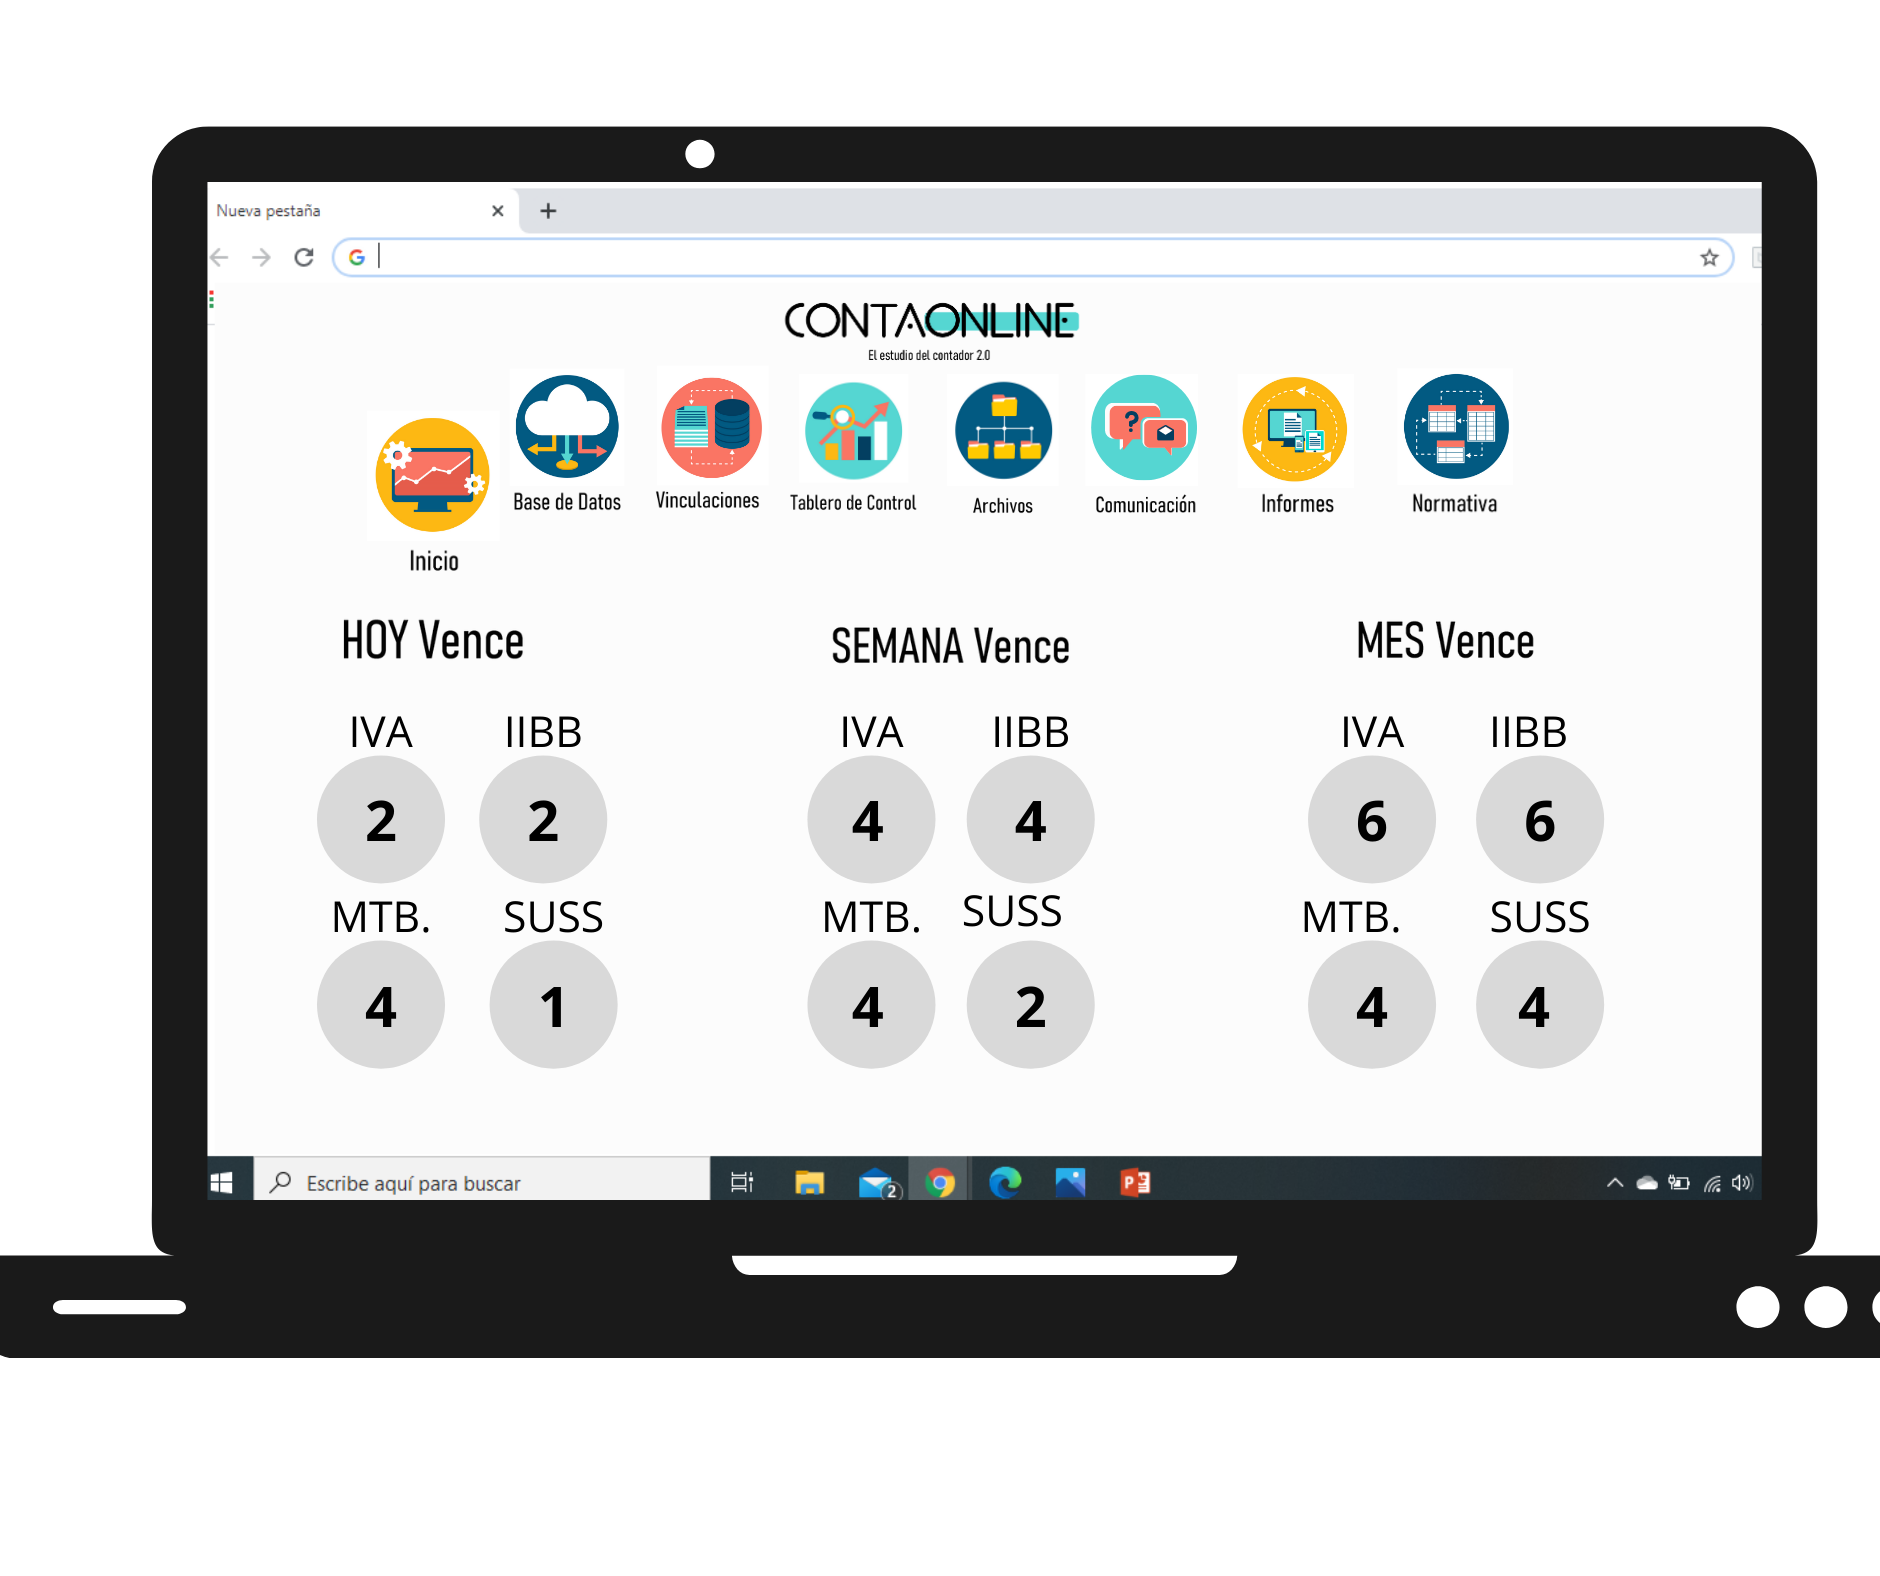 Nueva pestaña
CONTAONLINE
El estudio del contador 2.0
Inicio
Base de Datos
Vinculaciones
Tablero de Control
Archivos
Comunicación
Informes
Normativa
HOY Vence
IVA IIBB
2 2
MTB. SUSS
4 1
SEMANA Vence
IVA IIBB
4 4
MTB. SUSS
4 2
MES Vence
IVA IIBB
6 6
MTB. SUSS
4 4
Escribe aquí para buscar
2